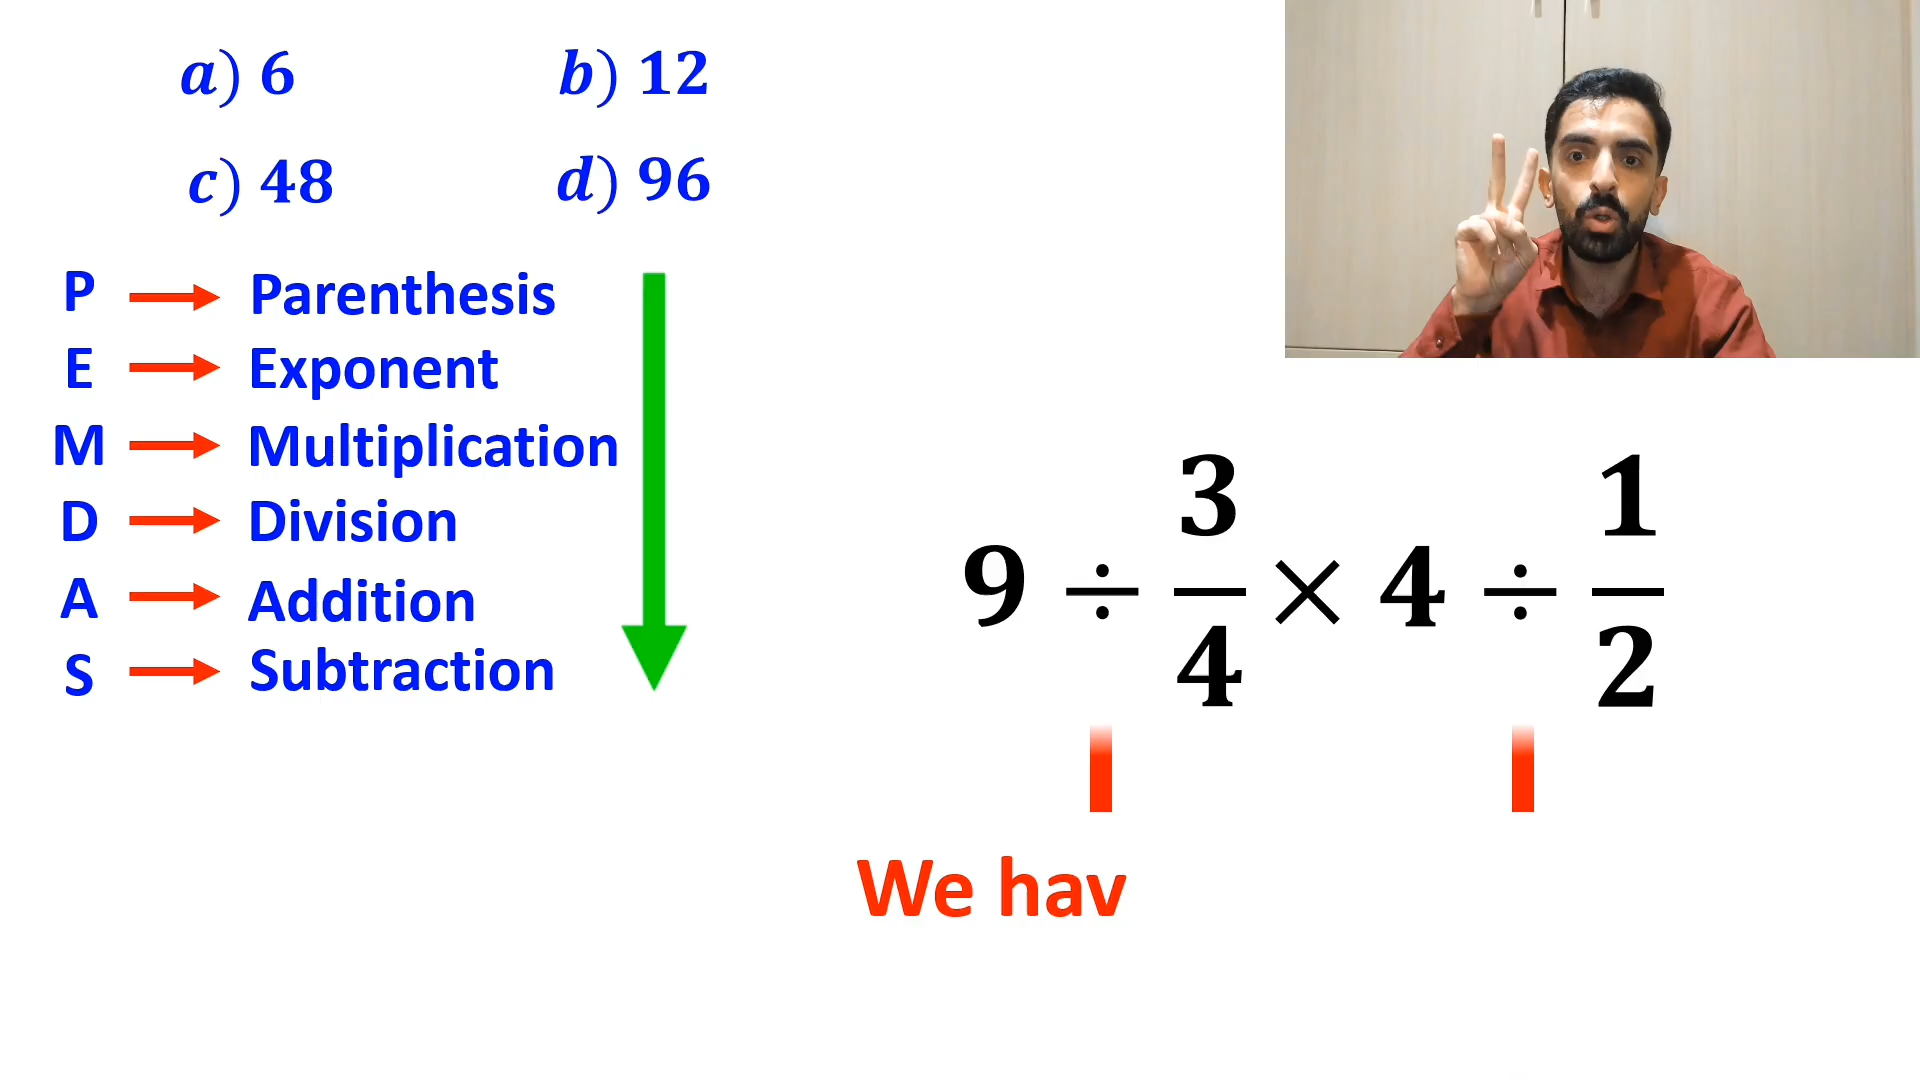 a) 6 b) 12
c) 48 d) 96
P Parenthesis
E Exponent
M Multiplication
D Division
A Addition
S Subtraction
9 ÷ 3/4 × 4 ÷ 1/2
We hav